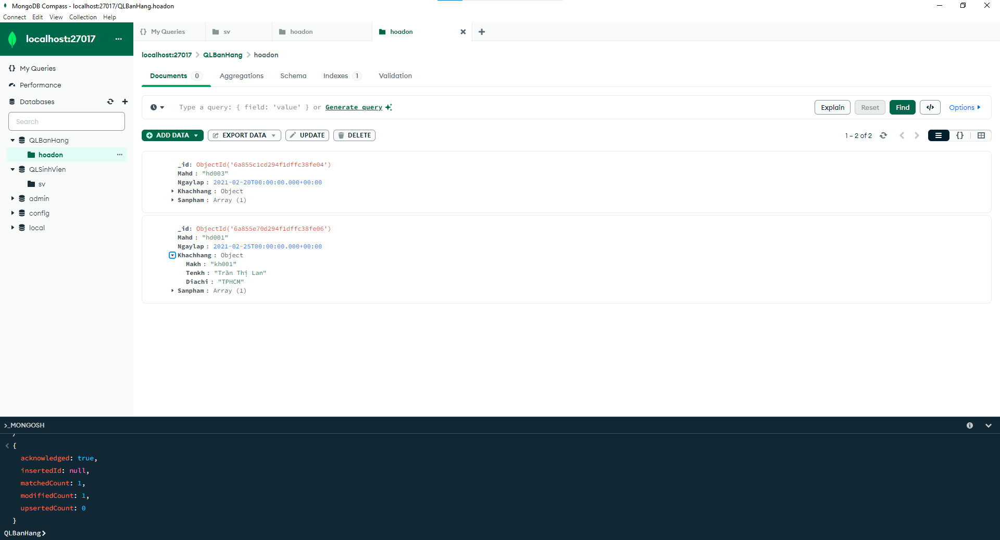 MongoDB Compass - localhost:27017/QLBanHang.hoadon
Connect Edit View Collection Help
localhost:27017 ...
My Queries
Performance
Databases
Search
QLBanHang
hoadon ...
QLSinhVien
sv
admin
config
local
{} My Queries sv hoadon hoadon
localhost:27017 > QLBanHang > hoadon
Documents 0 Aggregations Schema Indexes 1 Validation
Type a query: { field: 'value' } or Generate query
Explain Reset Find </> Options
ADD DATA EXPORT DATA UPDATE DELETE
1 – 2 of 2 {}
_id: ObjectId('6a855c1cd294f1dffc38fe04')
Mahd : "hd003"
Ngaylap : 2021-02-20T00:00:00.000+00:00
Khachhang : Object
Sanpham : Array (1)
_id: ObjectId('6a855e70d294f1dffc38fe06')
Mahd : "hd001"
Ngaylap : 2021-02-25T00:00:00.000+00:00
Khachhang : Object
Makh : "kh001"
Tenkh : "Trần Thị Lan"
Diachi : "TPHCM"
Sanpham : Array (1)
>_MONGOSH
< {
acknowledged: true,
insertedId: null,
matchedCount: 1,
modifiedCount: 1,
upsertedCount: 0
}
QLBanHang>